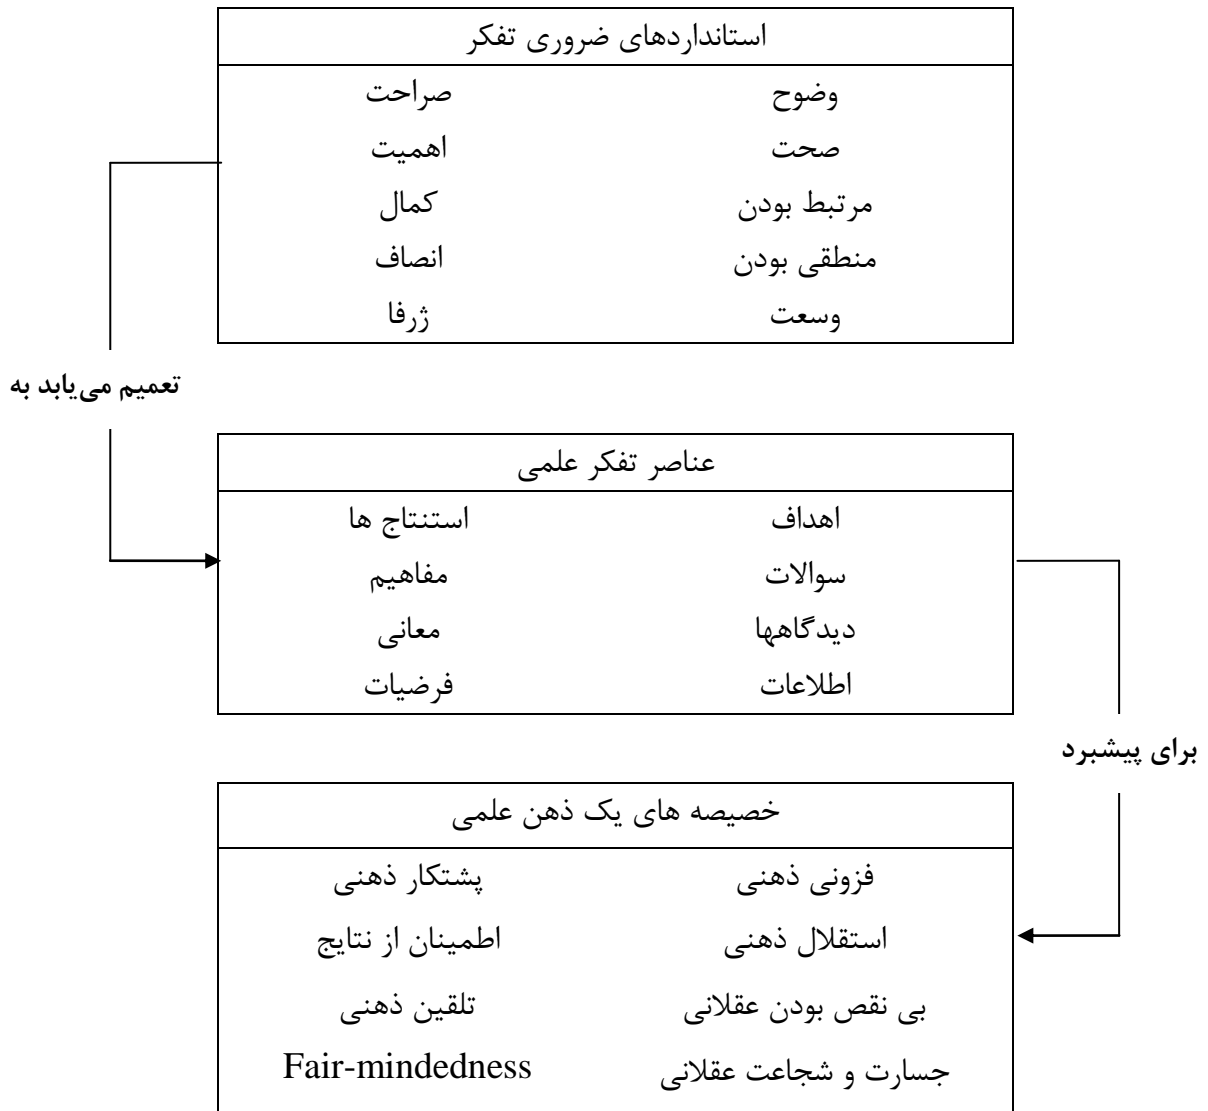 استانداردهای ضروری تفکر
وضوح صراحت
صحت اهمیت
مرتبط بودن کمال
منطقی بودن انصاف
وسعت ژرفا
تعمیم می‌یابد به
عناصر تفکر علمی
اهداف استنتاج ها
سوالات مفاهیم
دیدگاهها معانی
اطلاعات فرضیات
برای پیشبرد
خصیصه های یک ذهن علمی
فزونی ذهنی پشتکار ذهنی
استقلال ذهنی اطمینان از نتایج
بی نقص بودن عقلانی تلقین ذهنی
جسارت و شجاعت عقلانی Fair-mindedness